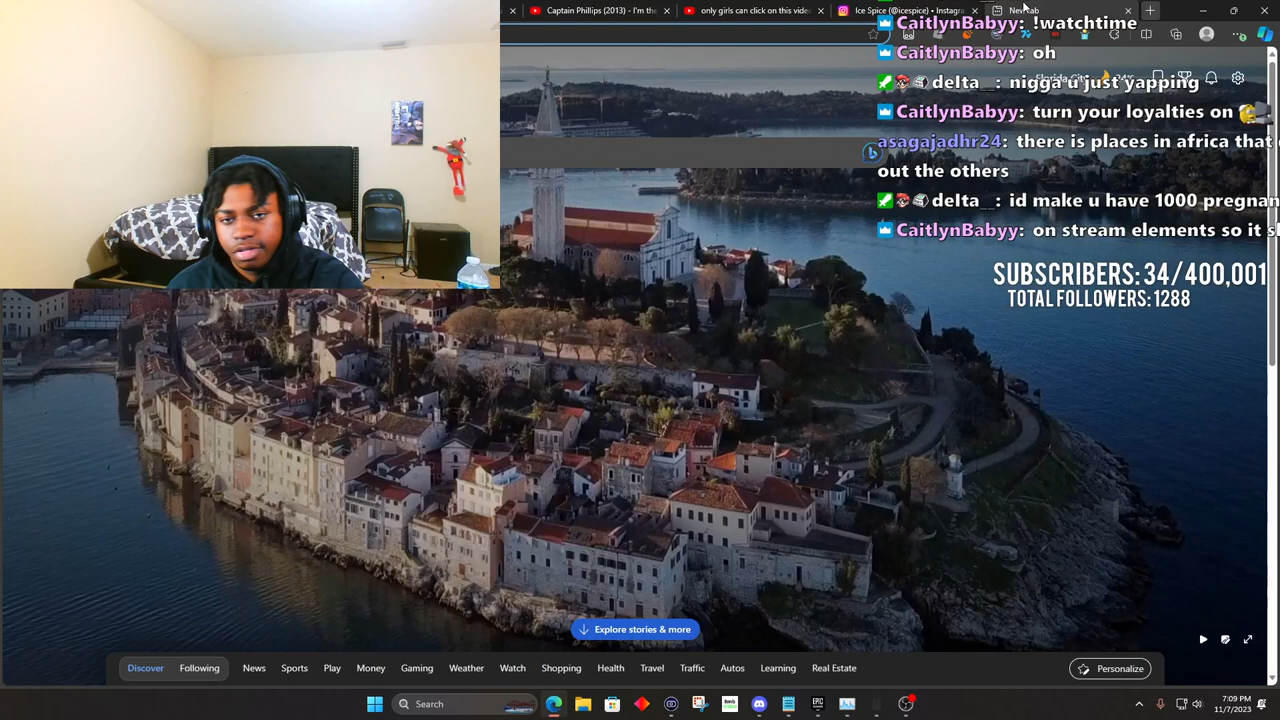 Captain Phillips (2013) - I'm the
only girls can click on this vide
Ice Spice (@icespice) • Instagra
New tab
CaitlynBabyy: !watchtime
CaitlynBabyy: oh
delta__: nigga u just yapping
CaitlynBabyy: turn your loyalties on
asagajadhr24: there is places in africa that
out the others
delta__: id make u have 1000 pregnan
CaitlynBabyy: on stream elements so it s
SUBSCRIBERS: 34/400,001
TOTAL FOLLOWERS: 1288
Explore stories & more
Discover Following News Sports Play Money Gaming Weather Watch Shopping Health Travel Traffic Autos Learning Real Estate Personalize
Search
7:09 PM
11/7/2023